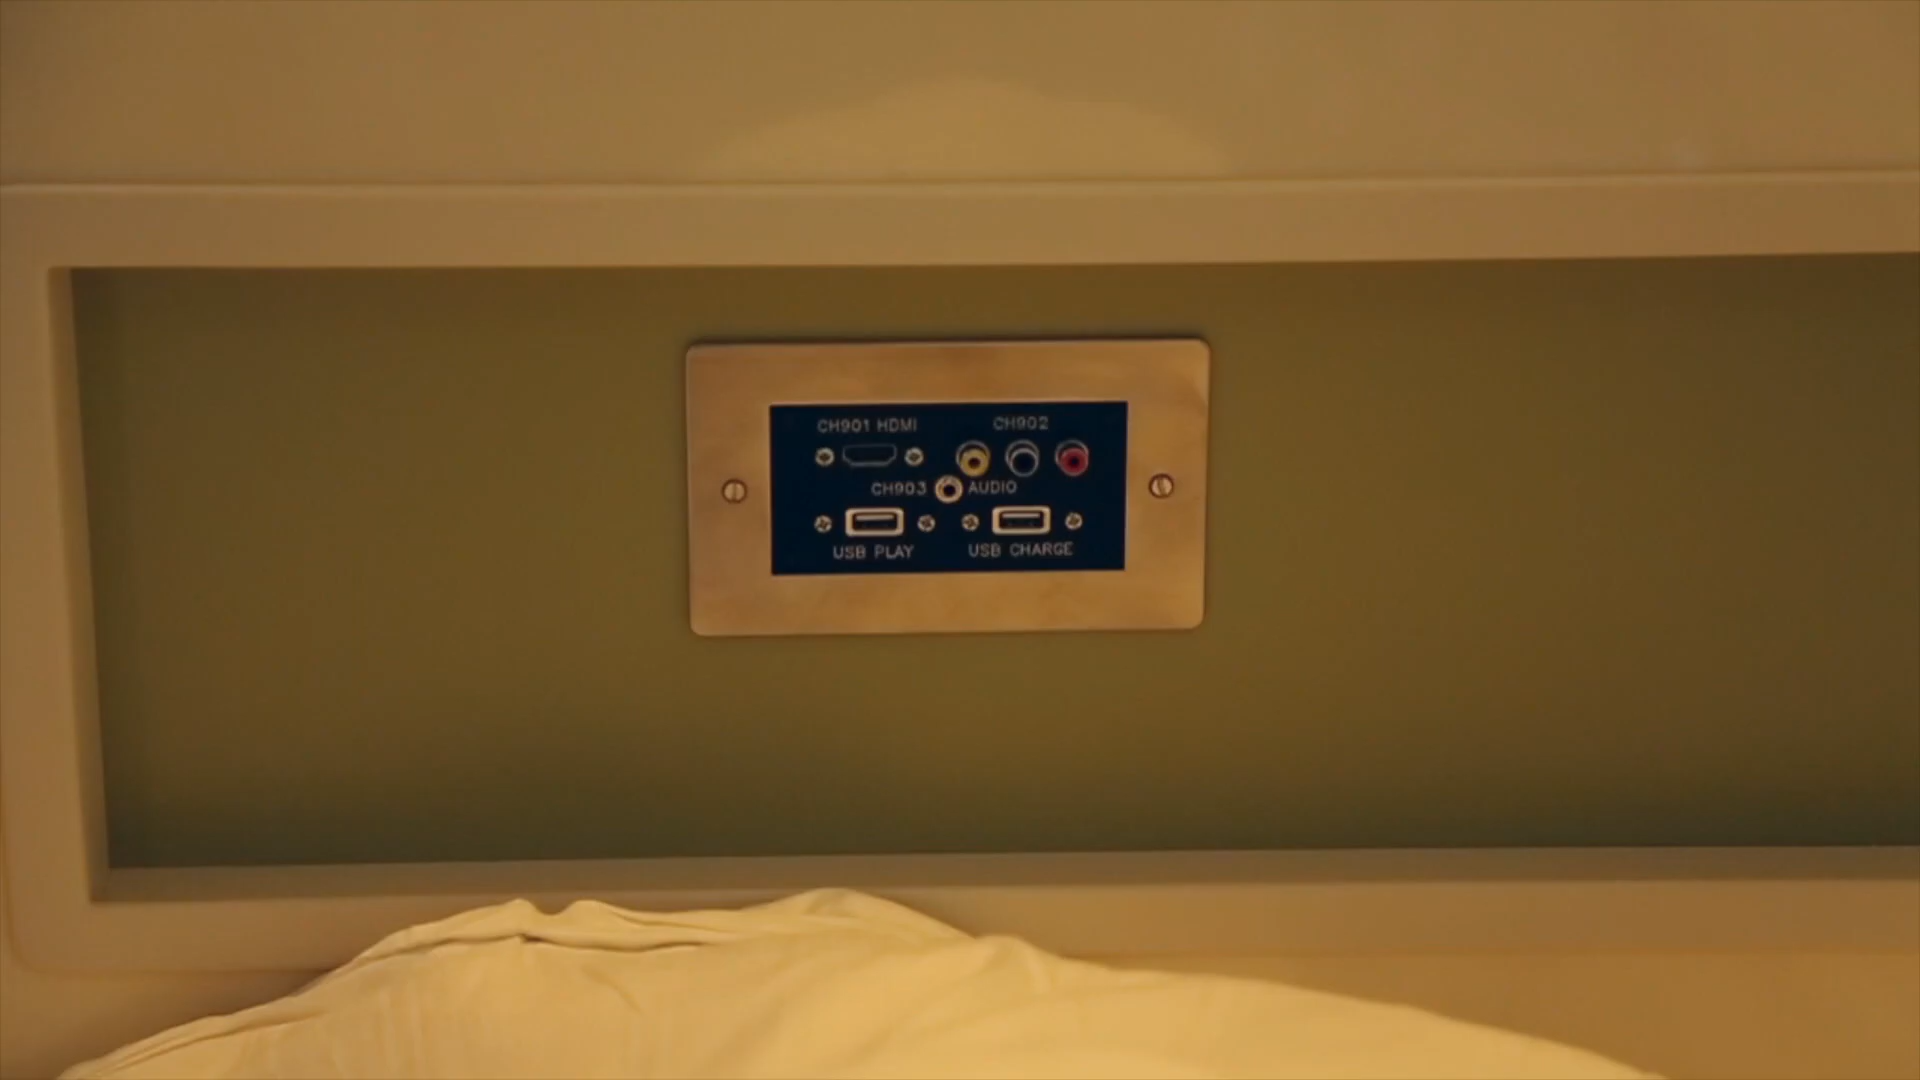 CH901 HDMI
CH902
CH903 AUDIO
USB PLAY
USB CHARGE